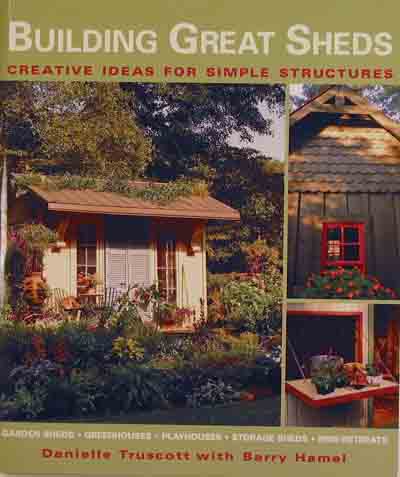 BUILDING GREAT SHEDS
CREATIVE IDEAS FOR SIMPLE STRUCTURES
GARDEN SHEDS • GREENHOUSES • PLAYHOUSES • STORAGE SHEDS • MINI-RETREATS
Danielle Truscott with Barry Hamel